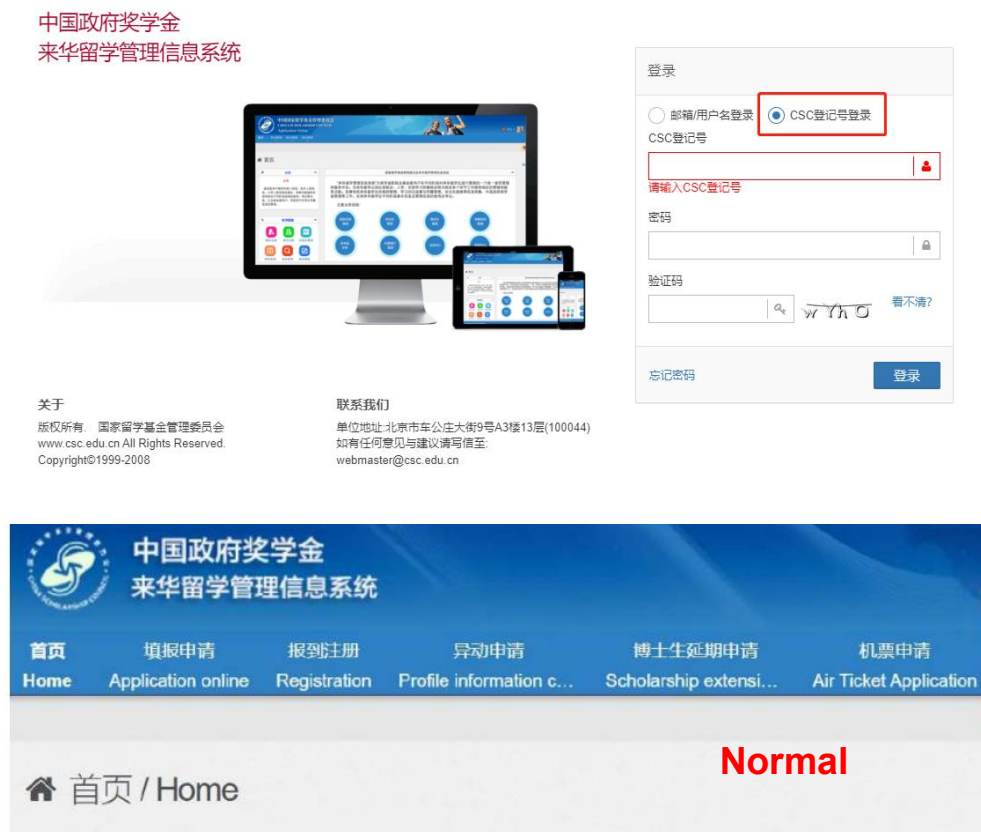 中国政府奖学金
来华留学管理信息系统
登录
邮箱/用户名登录 CSC登记号登录
CSC登记号
请输入CSC登记号
密码
验证码
w Yh O
看不清?
忘记密码
登录
首页
关于
版权所有. 国家留学基金管理委员会
www.csc.edu.cn All Rights Reserved.
Copyright©1999-2008
联系我们
单位地址:北京市车公庄大街9号A3楼13层(100044)
如有任何意见与建议请写信至:
webmaster@csc.edu.cn
中国政府奖学金
来华留学管理信息系统
首页 填报申请 报到注册 异动申请 博士生延期申请 机票申请
Home Application online Registration Profile information c... Scholarship extensi... Air Ticket Application
Normal
首页 / Home